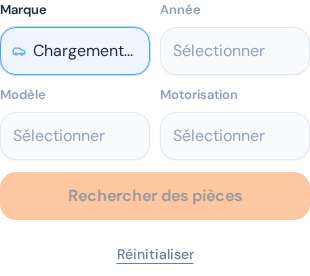 Marque
Année
Chargement...
Sélectionner
Modèle
Motorisation
Sélectionner
Sélectionner
Rechercher des pièces
Réinitialiser